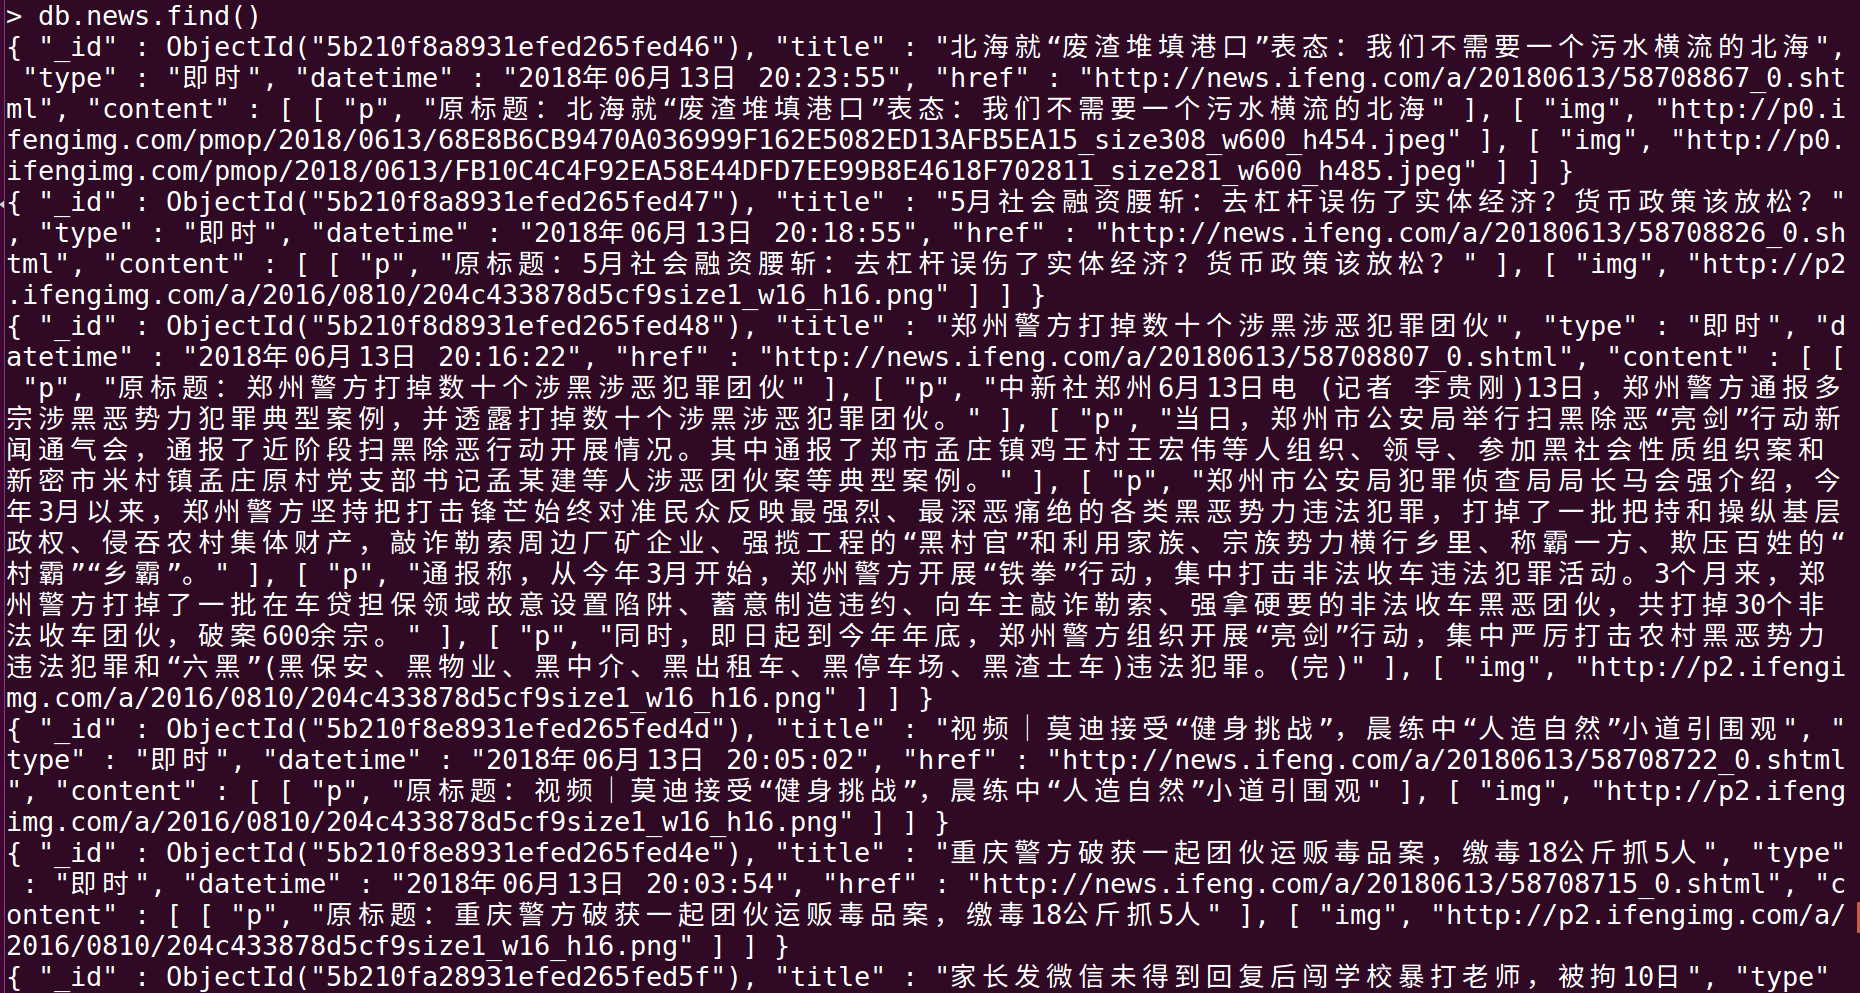 > db.news.find()
{ "_id" : ObjectId("5b210f8a8931efed265fed46"), "title" : "北海就“废渣堆填港口”表态：我们不需要一个污水横流的北海",
 "type" : "即时", "datetime" : "2018年06月13日 20:23:55", "href" : "http://news.ifeng.com/a/20180613/58708867_0.sht
ml", "content" : [ [ "p", "原标题：北海就“废渣堆填港口”表态：我们不需要一个污水横流的北海" ], [ "img", "http://p0.i
fengimg.com/pmop/2018/0613/68E8B6CB9470A036999F162E5082ED13AFB5EA15_size308_w600_h454.jpeg" ], [ "img", "http://p0.
ifengimg.com/pmop/2018/0613/FB10C4C4F92EA58E44DFD7EE99B8E4618F702811_size281_w600_h485.jpeg" ] ] }
{ "_id" : ObjectId("5b210f8a8931efed265fed47"), "title" : "5月社会融资腰斩：去杠杆误伤了实体经济？货币政策该放松？"
, "type" : "即时", "datetime" : "2018年06月13日 20:18:55", "href" : "http://news.ifeng.com/a/20180613/58708826_0.sh
tml", "content" : [ [ "p", "原标题：5月社会融资腰斩：去杠杆误伤了实体经济？货币政策该放松？" ], [ "img", "http://p2
.ifengimg.com/a/2016/0810/204c433878d5cf9size1_w16_h16.png" ] ] }
{ "_id" : ObjectId("5b210f8d8931efed265fed48"), "title" : "郑州警方打掉数十个涉黑涉恶犯罪团伙", "type" : "即时", "d
atetime" : "2018年06月13日 20:16:22", "href" : "http://news.ifeng.com/a/20180613/58708807_0.shtml", "content" : [ [
 "p", "原标题：郑州警方打掉数十个涉黑涉恶犯罪团伙" ], [ "p", "中新社郑州6月13日电 (记者 李贵刚)13日，郑州警方通报多
宗涉黑恶势力犯罪典型案例，并透露打掉数十个涉黑涉恶犯罪团伙。" ], [ "p", "当日，郑州市公安局举行扫黑除恶“亮剑”行动新
闻通气会，通报了近阶段扫黑除恶行动开展情况。其中通报了郑市孟庄镇鸡王村王宏伟等人组织、领导、参加黑社会性质组织案和
新密市米村镇孟庄原村党支部书记孟某建等人涉恶团伙案等典型案例。" ], [ "p", "郑州市公安局犯罪侦查局局长马会强介绍，今
年3月以来，郑州警方坚持把打击锋芒始终对准民众反映最强烈、最深恶痛绝的各类黑恶势力违法犯罪，打掉了一批把持和操纵基层
政权、侵吞农村集体财产，敲诈勒索周边厂矿企业、强揽工程的“黑村官”和利用家族、宗族势力横行乡里、称霸一方、欺压百姓的“
村霸”“乡霸”。" ], [ "p", "通报称，从今年3月开始，郑州警方开展“铁拳”行动，集中打击非法收车违法犯罪活动。3个月来，郑
州警方打掉了一批在车贷担保领域故意设置陷阱、蓄意制造违约、向车主敲诈勒索、强拿硬要的非法收车黑恶团伙，共打掉30个非
法收车团伙，破案600余宗。" ], [ "p", "同时，即日起到今年年底，郑州警方组织开展“亮剑”行动，集中严厉打击农村黑恶势力
违法犯罪和“六黑”(黑保安、黑物业、黑中介、黑出租车、黑停车场、黑渣土车)违法犯罪。(完)" ], [ "img", "http://p2.ifengi
mg.com/a/2016/0810/204c433878d5cf9size1_w16_h16.png" ] ] }
{ "_id" : ObjectId("5b210f8e8931efed265fed4d"), "title" : "视频｜莫迪接受“健身挑战”，晨练中“人造自然”小道引围观", "
type" : "即时", "datetime" : "2018年06月13日 20:05:02", "href" : "http://news.ifeng.com/a/20180613/58708722_0.shtml
", "content" : [ [ "p", "原标题：视频｜莫迪接受“健身挑战”，晨练中“人造自然”小道引围观" ], [ "img", "http://p2.ifeng
img.com/a/2016/0810/204c433878d5cf9size1_w16_h16.png" ] ] }
{ "_id" : ObjectId("5b210f8e8931efed265fed4e"), "title" : "重庆警方破获一起团伙运贩毒品案，缴毒18公斤抓5人", "type"
 : "即时", "datetime" : "2018年06月13日 20:03:54", "href" : "http://news.ifeng.com/a/20180613/58708715_0.shtml", "c
ontent" : [ [ "p", "原标题：重庆警方破获一起团伙运贩毒品案，缴毒18公斤抓5人" ], [ "img", "http://p2.ifengimg.com/a/
2016/0810/204c433878d5cf9size1_w16_h16.png" ] ] }
{ "_id" : ObjectId("5b210fa28931efed265fed5f"), "title" : "家长发微信未得到回复后闯学校暴打老师，被拘10日", "type"